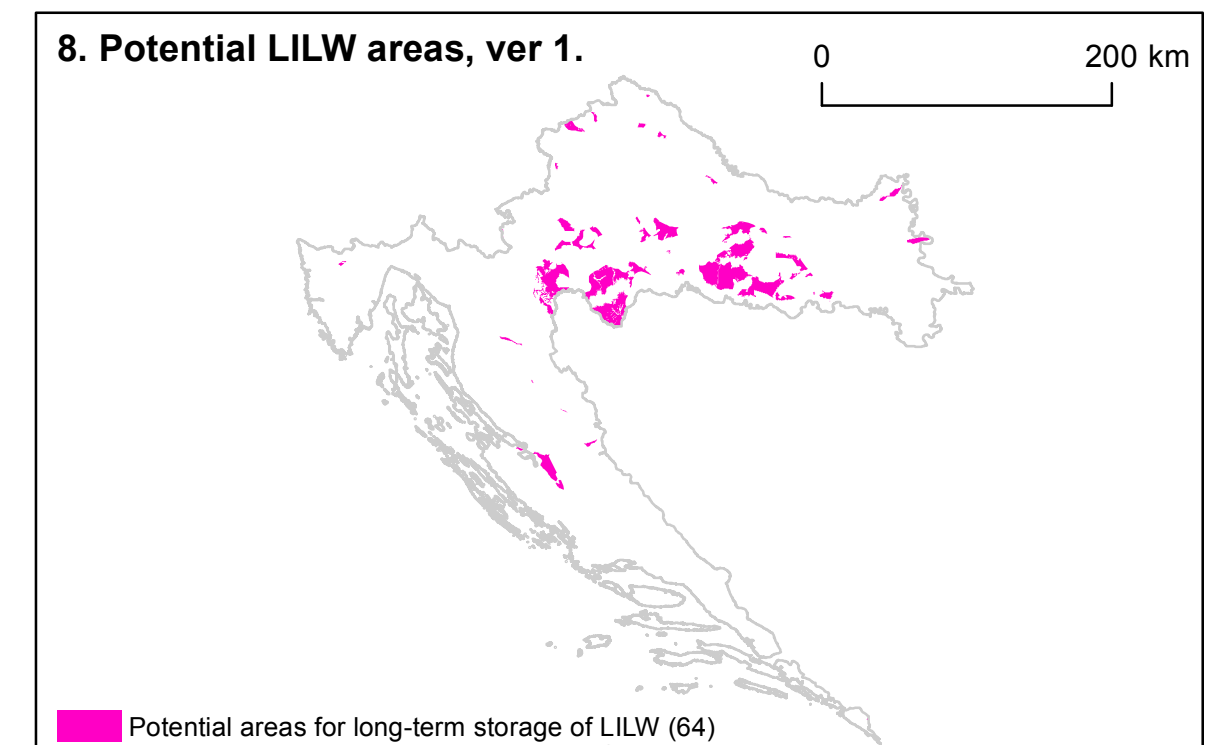 8. Potential LILW areas, ver 1.
0 200 km
Potential areas for long-term storage of LILW (64)